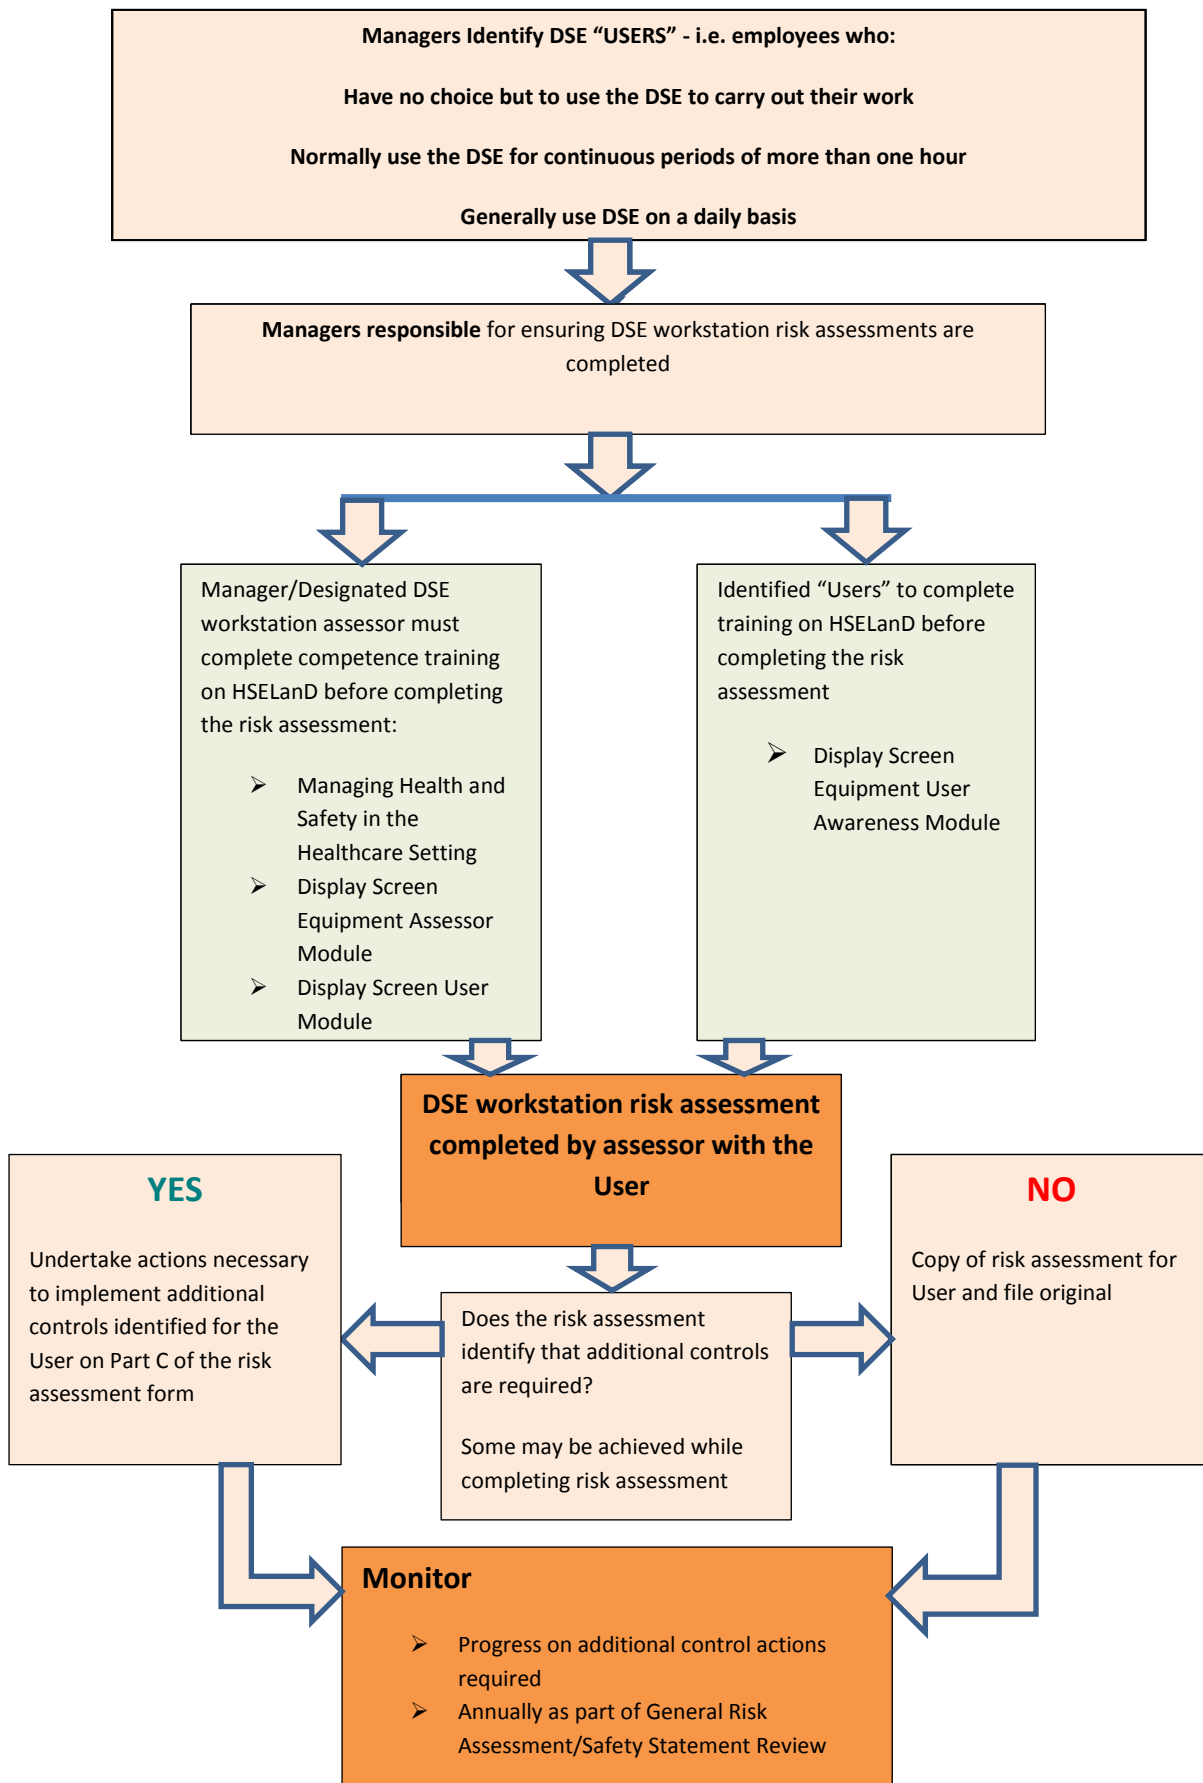 Managers Identify DSE “USERS” - i.e. employees who:
Have no choice but to use the DSE to carry out their work
Normally use the DSE for continuous periods of more than one hour
Generally use DSE on a daily basis
Managers responsible for ensuring DSE workstation risk assessments are
completed
Manager/Designated DSE
workstation assessor must
complete competence training
on HSELanD before completing
the risk assessment:
➢ Managing Health and
Safety in the
Healthcare Setting
➢ Display Screen
Equipment Assessor
Module
➢ Display Screen User
Module
Identified “Users” to complete
training on HSELanD before
completing the risk
assessment
➢ Display Screen
Equipment User
Awareness Module
DSE workstation risk assessment
completed by assessor with the
User
YES
Undertake actions necessary
to implement additional
controls identified for the
User on Part C of the risk
assessment form
Does the risk assessment
identify that additional controls
are required?
Some may be achieved while
completing risk assessment
NO
Copy of risk assessment for
User and file original
Monitor
➢ Progress on additional control actions
required
➢ Annually as part of General Risk
Assessment/Safety Statement Review